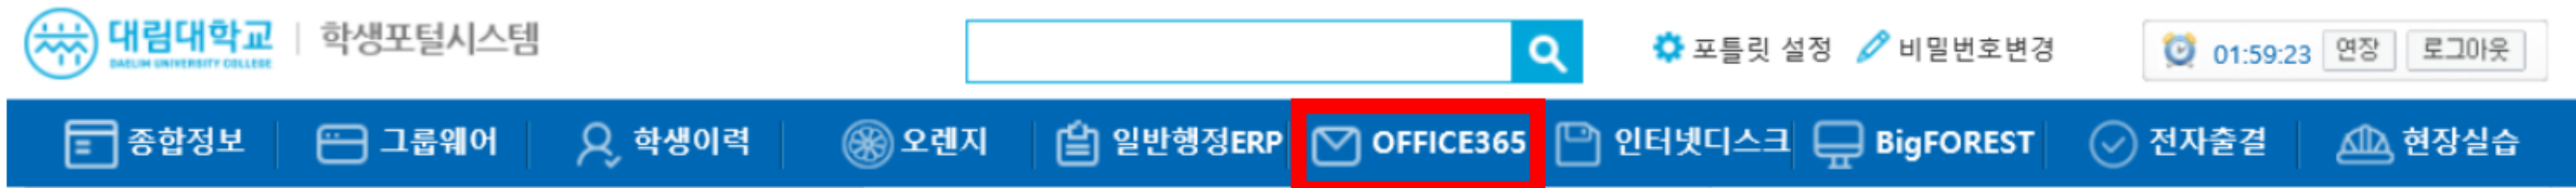 대림대학교 학생포털시스템 포틀릿 설정 비밀번호변경 01:59:23 연장 로그아웃
DAELIM UNIVERSITY COLLEGE
종합정보 그룹웨어 학생이력 오렌지 일반행정ERP OFFICE365 인터넷디스크 BigFOREST 전자출결 현장실습